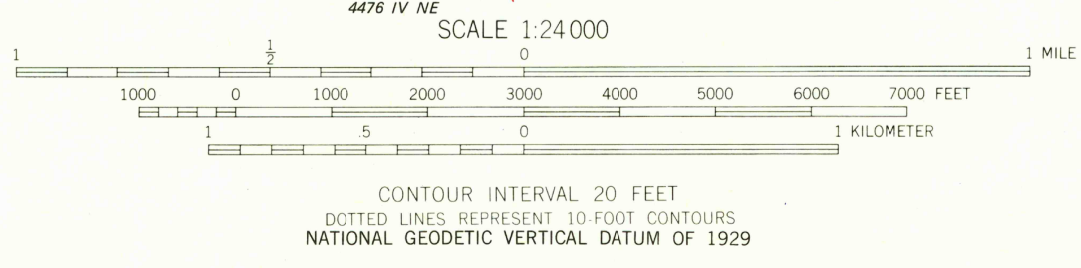 4476 IV NE
SCALE 1:24 000
1 1/2 0 1 MILE
1000 0 1000 2000 3000 4000 5000 6000 7000 FEET
1 .5 0 1 KILOMETER
CONTOUR INTERVAL 20 FEET
DOTTED LINES REPRESENT 10-FOOT CONTOURS
NATIONAL GEODETIC VERTICAL DATUM OF 1929